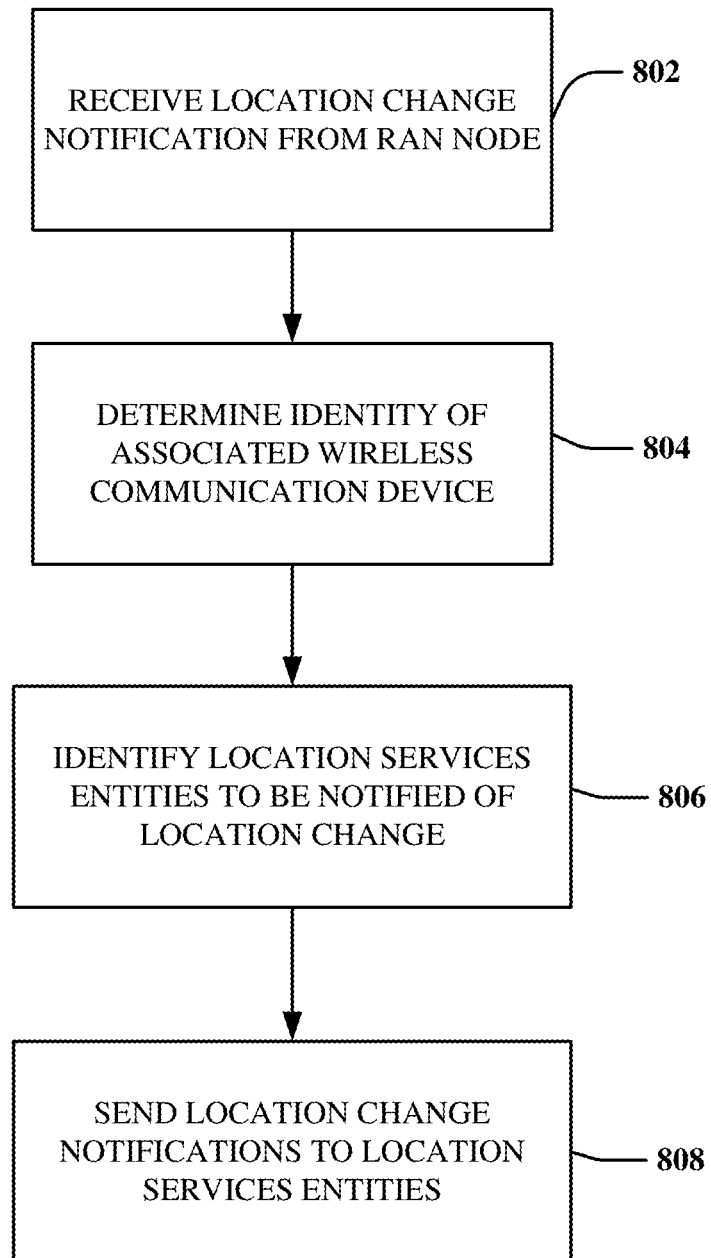 RECEIVE LOCATION CHANGE
NOTIFICATION FROM RAN NODE
802
DETERMINE IDENTITY OF
ASSOCIATED WIRELESS
COMMUNICATION DEVICE
804
IDENTIFY LOCATION SERVICES
ENTITIES TO BE NOTIFIED OF
LOCATION CHANGE
806
SEND LOCATION CHANGE
NOTIFICATIONS TO LOCATION
SERVICES ENTITIES
808